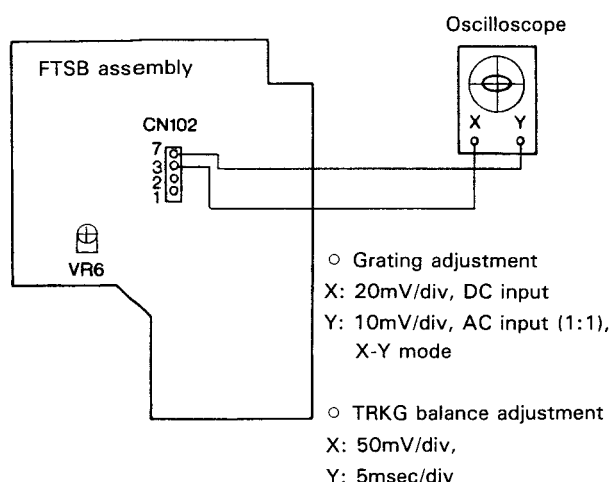 Oscilloscope
FTSB assembly
CN102
X Y
7
3
2
1
VR6
○ Grating adjustment
X: 20mV/div, DC input
Y: 10mV/div, AC input (1:1),
X-Y mode
○ TRKG balance adjustment
X: 50mV/div,
Y: 5msec/div